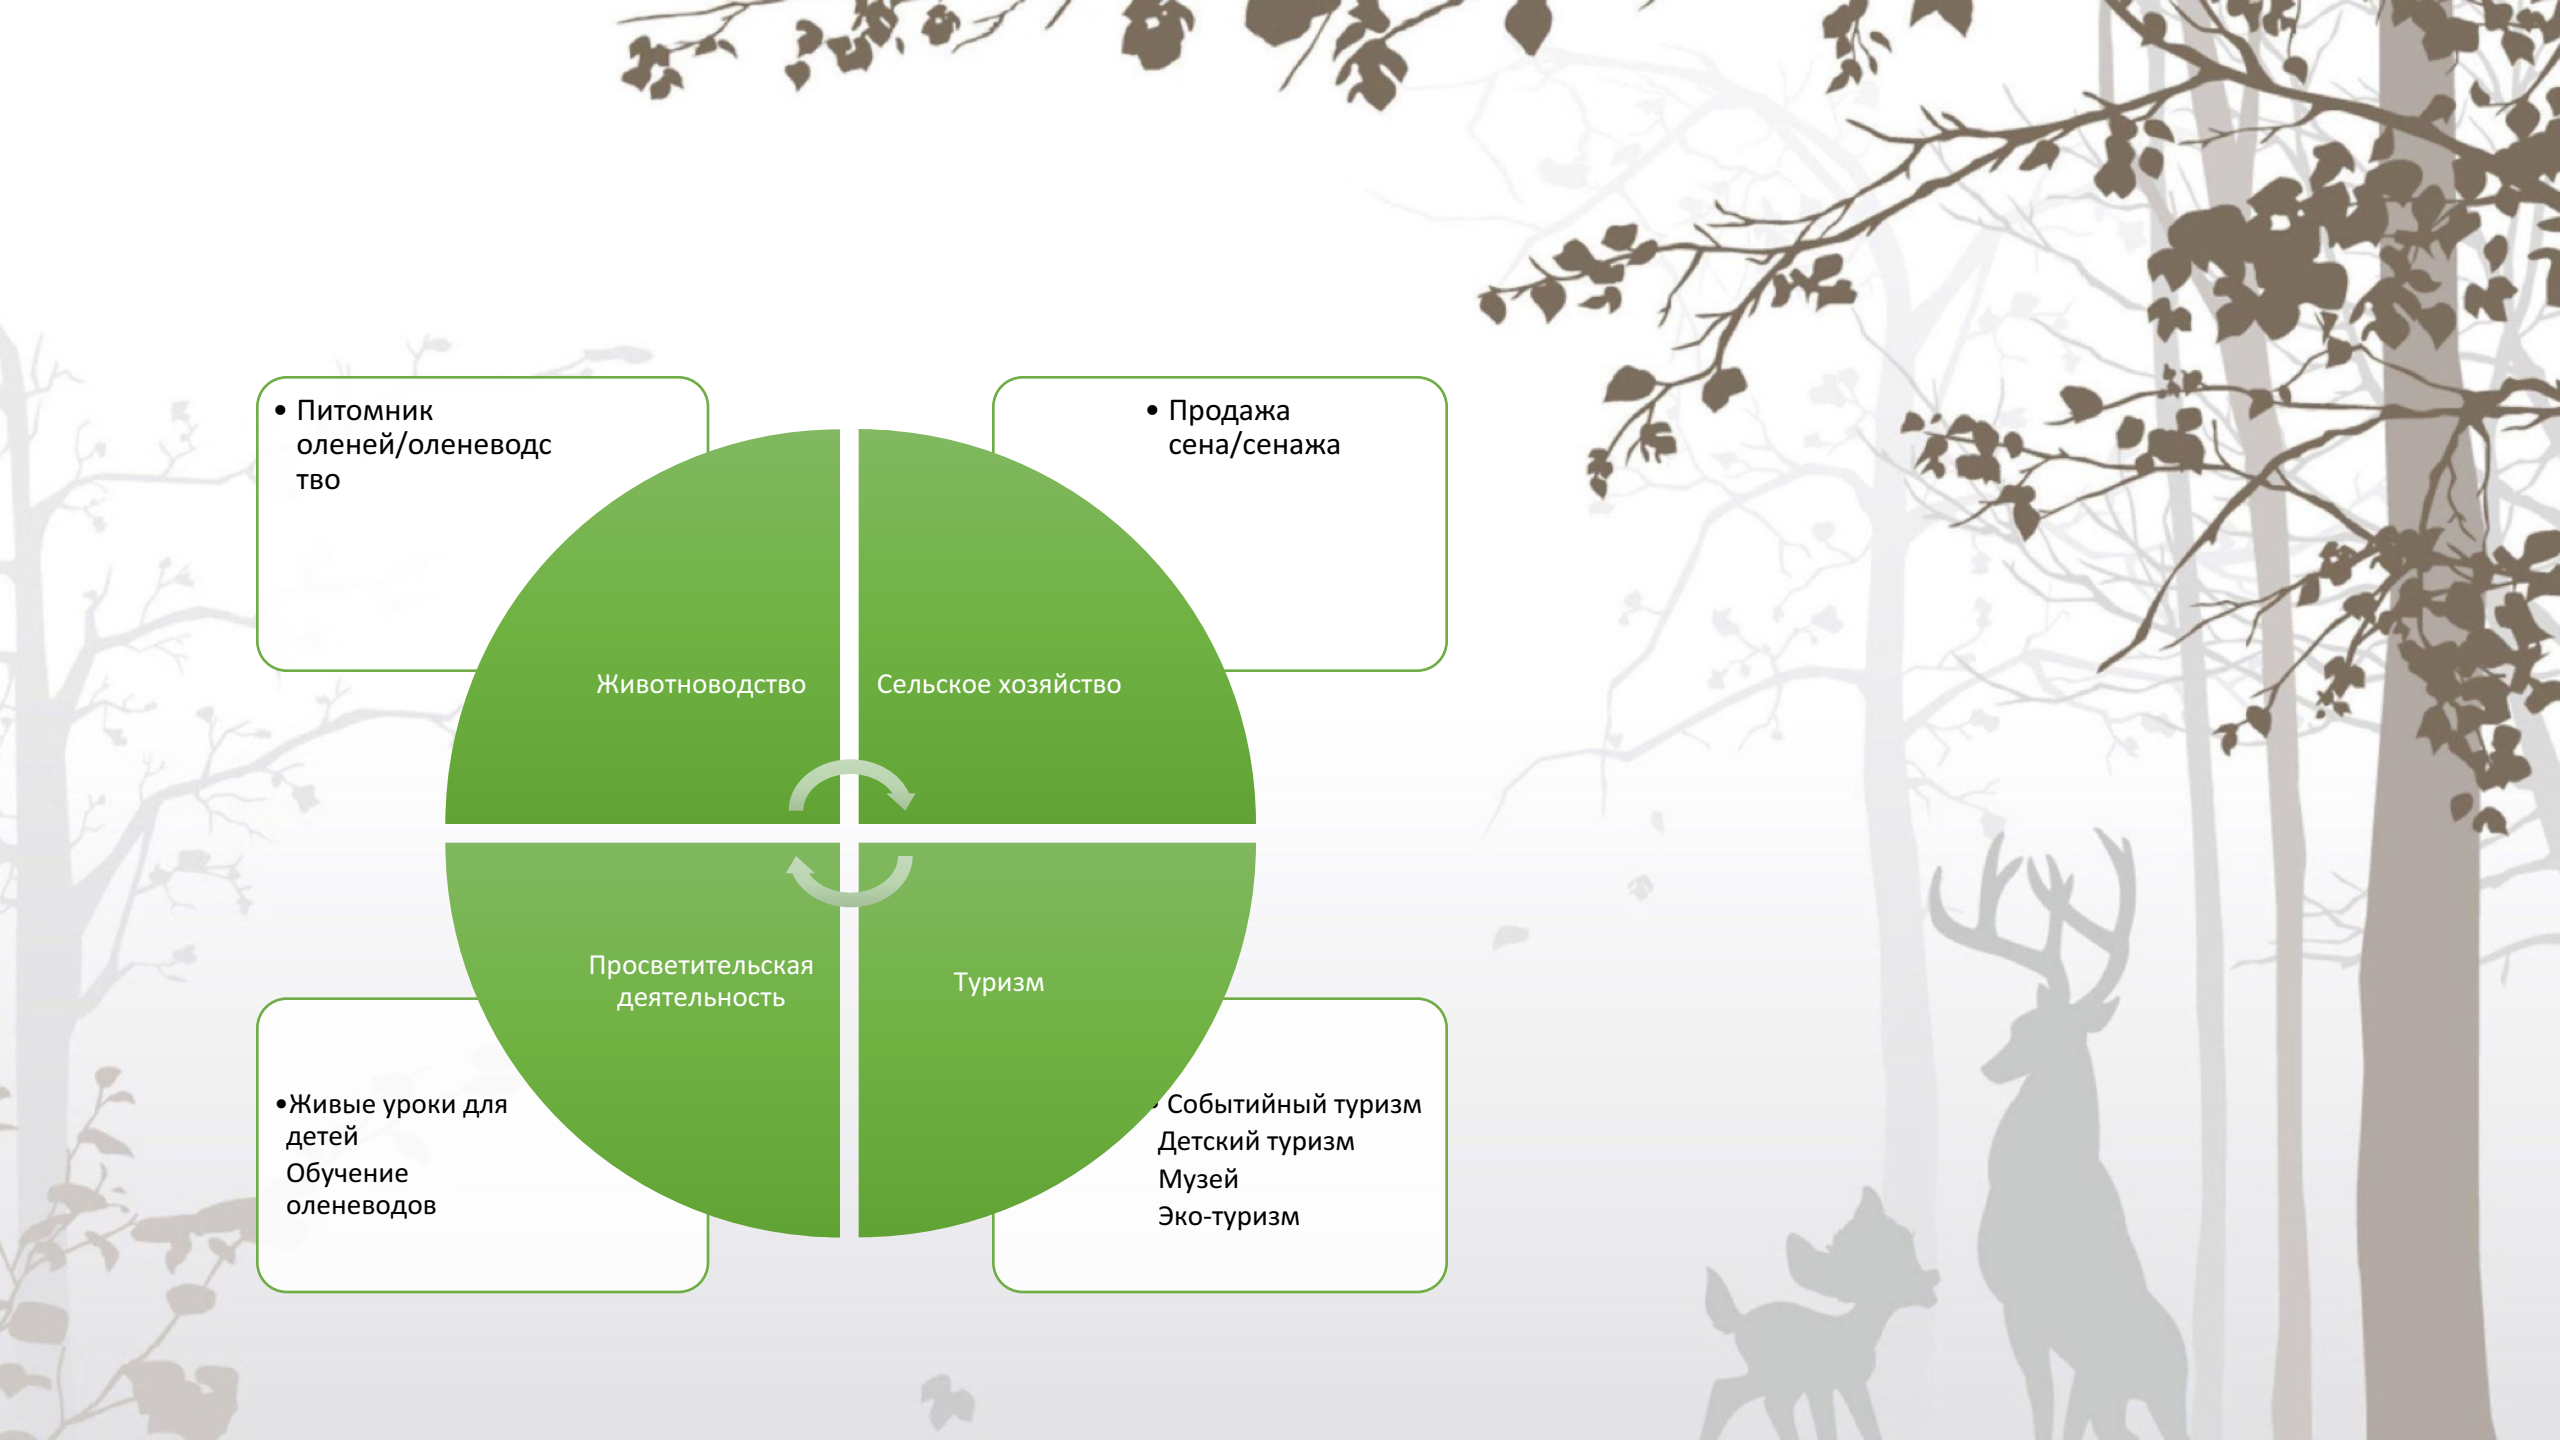 • Питомник
оленей/оленеводс
тво
• Продажа
сена/сенажа
Животноводство
Сельское хозяйство
Просветительская
деятельность
Туризм
•Живые уроки для
детей
Обучение
оленеводов
• Событийный туризм
Детский туризм
Музей
Эко-туризм